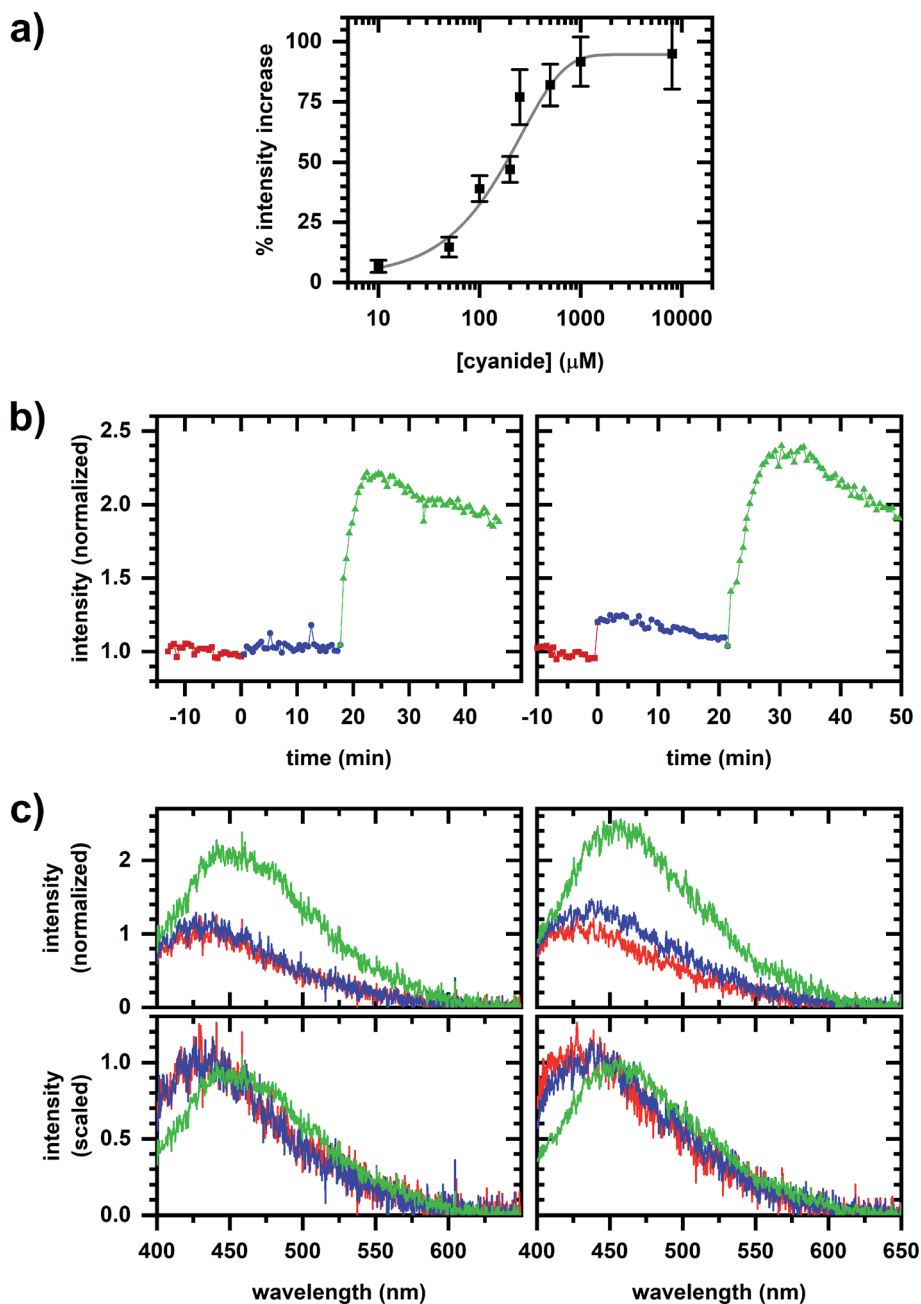 a)
% intensity increase
100
75
50
25
0
10 100 1000 10000
[cyanide] (μM)
b)
intensity (normalized)
2.5
2.0
1.5
1.0
-10 0 10 20 30 40
-10 0 10 20 30 40 50
time (min)
time (min)
c)
intensity
(normalized)
2
1
0
intensity
(scaled)
1.0
0.5
0.0
400 450 500 550 600
400 450 500 550 600 650
wavelength (nm)
wavelength (nm)